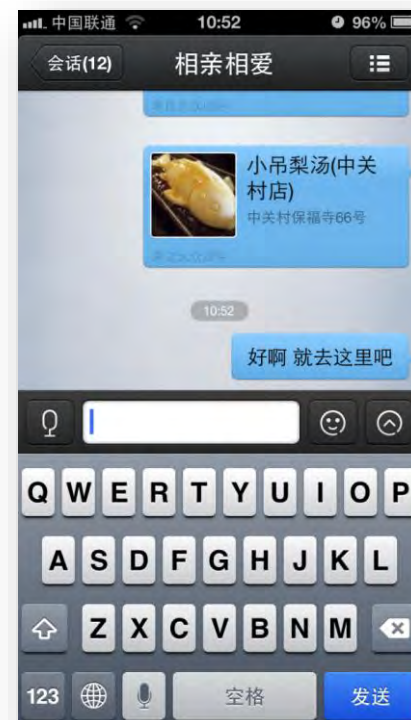 中国联通 10:52 96%
会话(12) 相亲相爱
小吊梨汤(中关
村店)
中关村保福寺66号
10:52
好啊 就去这里吧
Q W E R T Y U I O P
A S D F G H J K L
Z X C V B N M
123 空格 发送